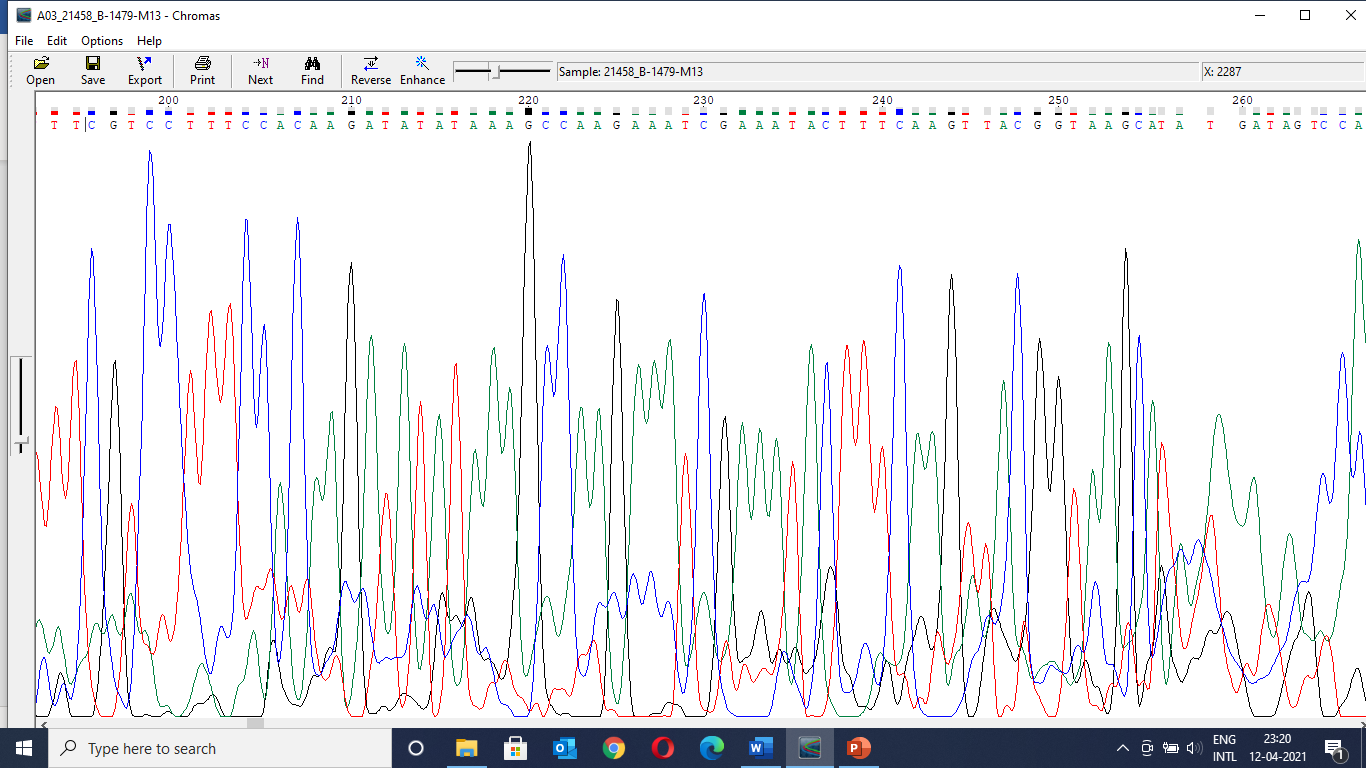 A03_21458_B-1479-M13 - Chromas
File Edit Options Help
Open Save Export Print Next Find Reverse Enhance
Sample: 21458_B-1479-M13
X: 2287
200 210 220 230 240 250 260
T T C G T C C T T T C C A C A A G A T A T A T A A A G C C A A G A A A T C G A A A T A C T T T C A A G T T A C G G T A A G C A T A T G A T A G T C C A
Type here to search
ENG
INTL
23:20
12-04-2021
1